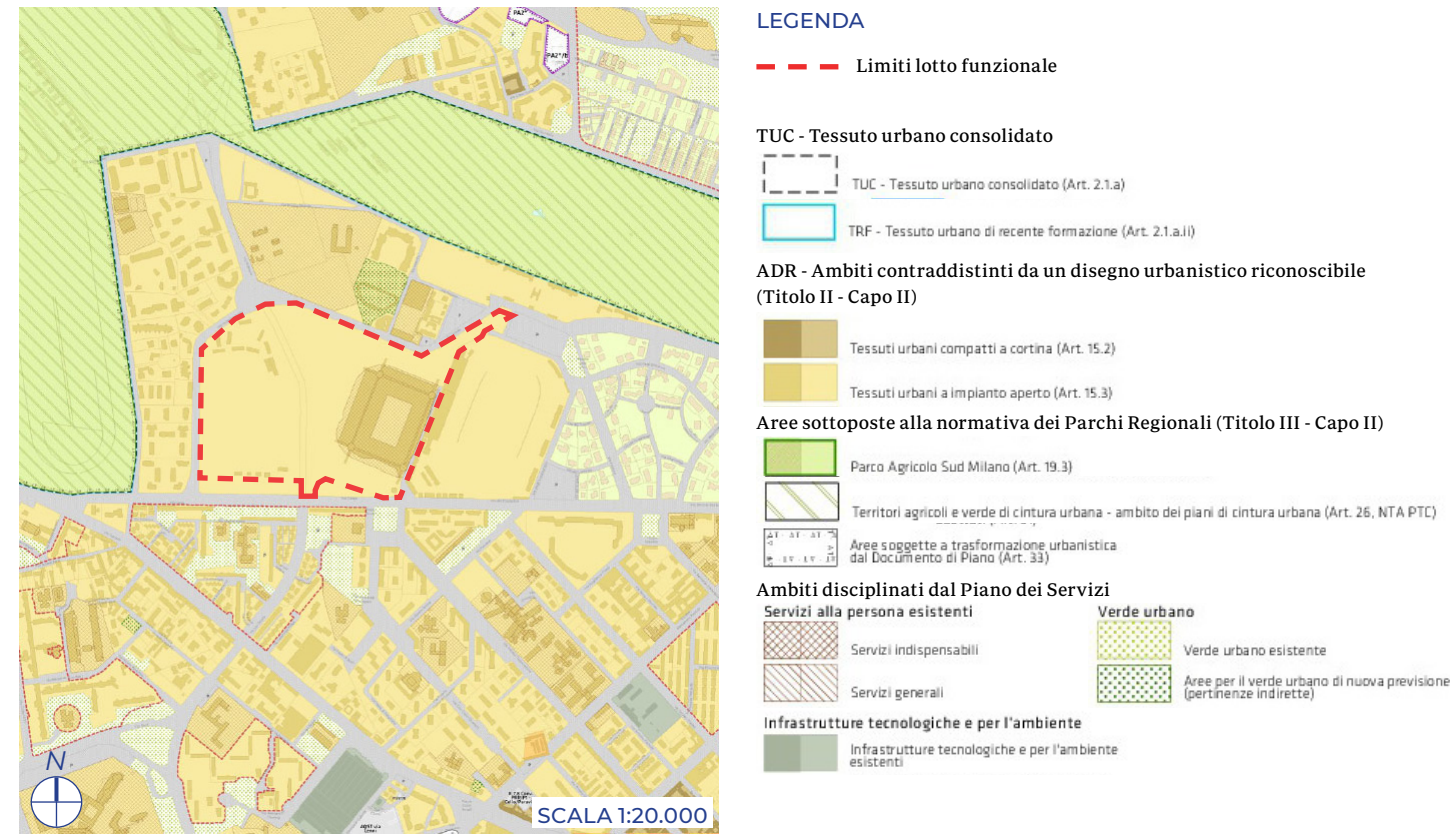 PA2*
PA2*/B
N
SCALA 1:20.000
LEGENDA
Limiti lotto funzionale
TUC - Tessuto urbano consolidato
TUC - Tessuto urbano consolidato (Art. 2.1.a)
TRF - Tessuto urbano di recente formazione (Art. 2.1.a.ii)
ADR - Ambiti contraddistinti da un disegno urbanistico riconoscibile
(Titolo II - Capo II)
Tessuti urbani compatti a cortina (Art. 15.2)
Tessuti urbani a impianto aperto (Art. 15.3)
Aree sottoposte alla normativa dei Parchi Regionali (Titolo III - Capo II)
Parco Agricolo Sud Milano (Art. 19.3)
Territori agricoli e verde di cintura urbana - ambito dei piani di cintura urbana (Art. 26, NTA PTC)
Aree soggette a trasformazione urbanistica
dal Documento di Piano (Art. 33)
Ambiti disciplinati dal Piano dei Servizi
Servizi alla persona esistenti
Servizi indispensabili
Servizi generali
Verde urbano
Verde urbano esistente
Aree per il verde urbano di nuova previsione
(pertinenze indirette)
Infrastrutture tecnologiche e per l'ambiente
Infrastrutture tecnologiche e per l'ambiente
esistenti